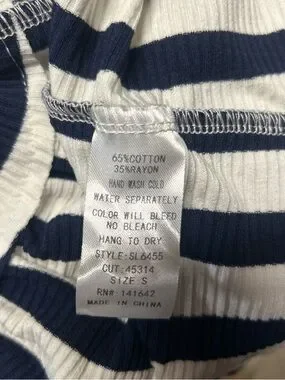 65%COTTON
35%RAYON
HAND WASH COLD
WATER SEPARATELY
COLOR WILL BLEED
NO BLEACH
HANG TO DRY
STYLE:SL6455
CUT:45314
SIZE S
RN# 141642
MADE IN CHINA